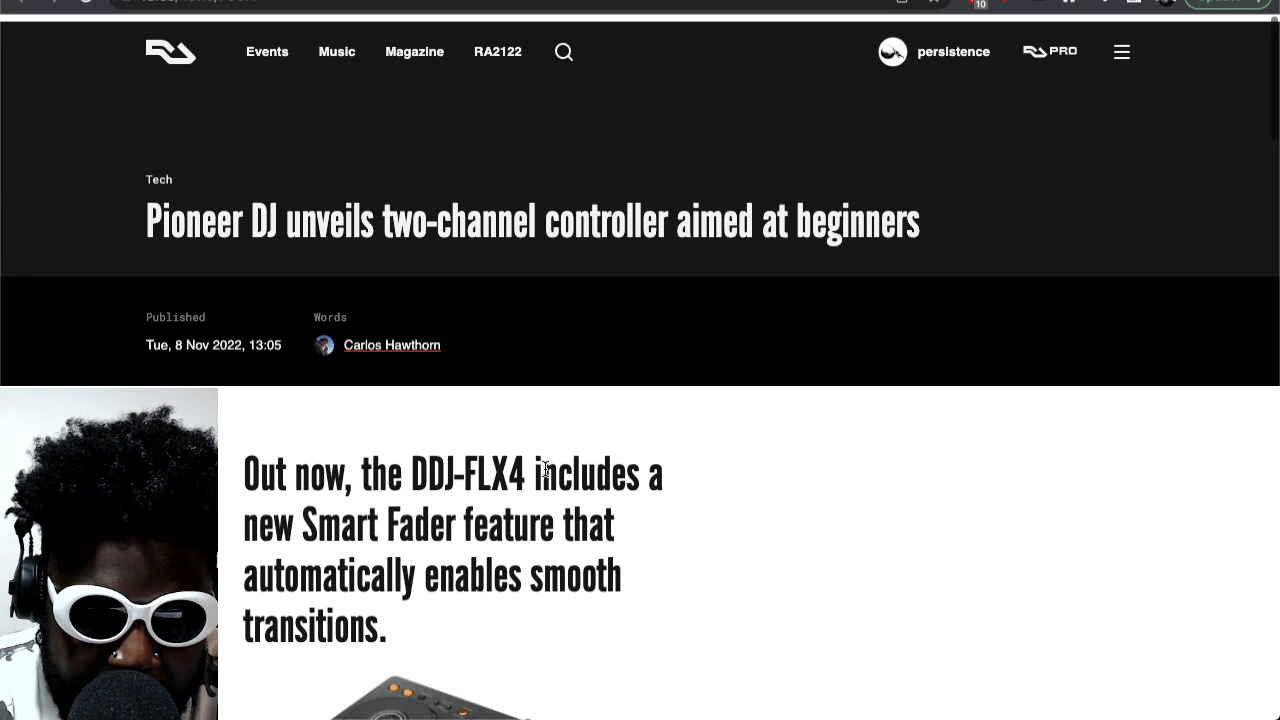 10
Events Music Magazine RA2122 persistence PRO
Tech
Pioneer DJ unveils two-channel controller aimed at beginners
Published Words
Tue, 8 Nov 2022, 13:05 Carlos Hawthorn
Out now, the DDJ-FLX4 includes a
new Smart Fader feature that
automatically enables smooth
transitions.